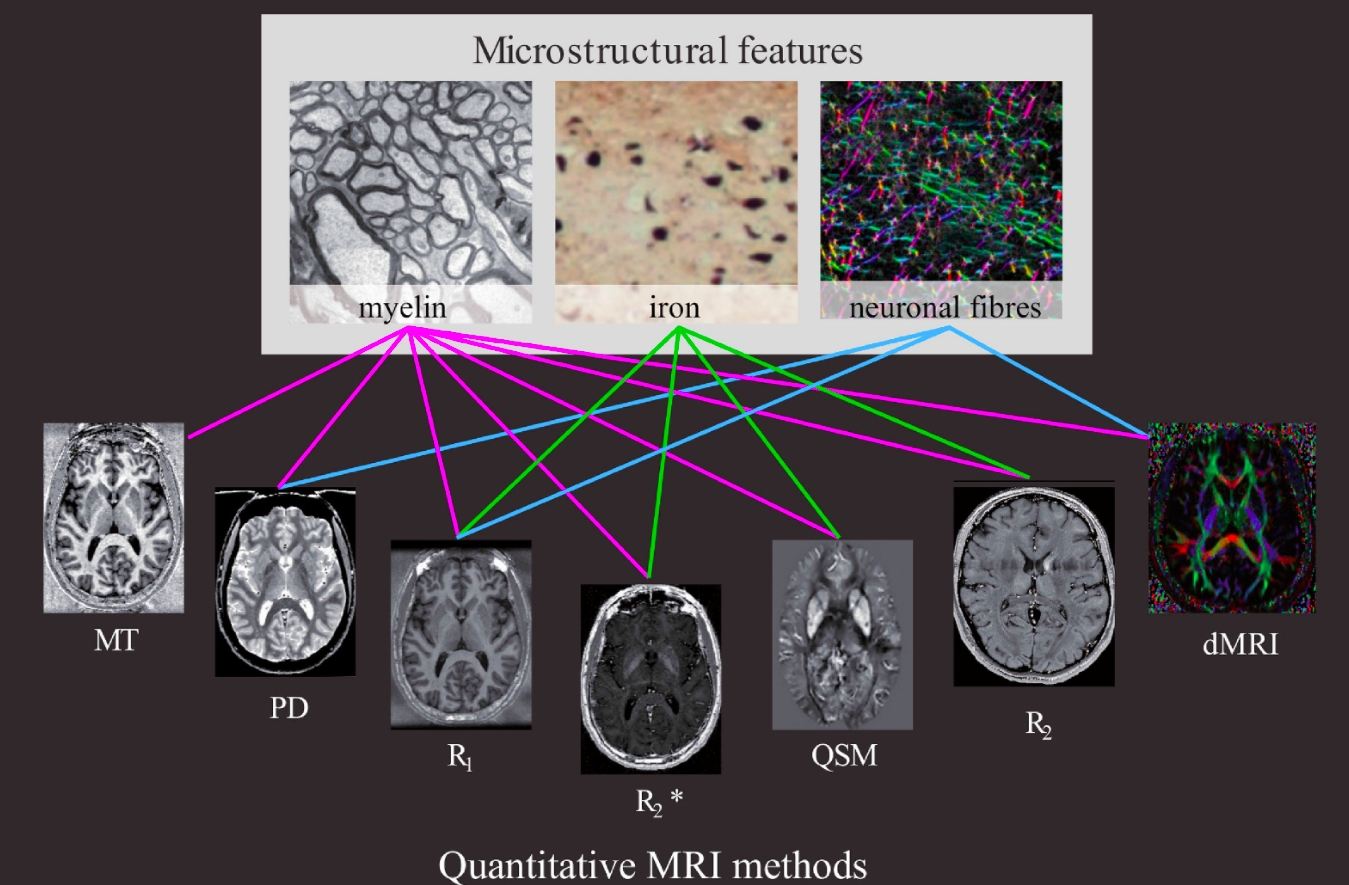 Microstructural features
myelin
iron
neuronal fibres
MT
PD
R₁
R₂*
QSM
R₂
dMRI
Quantitative MRI methods